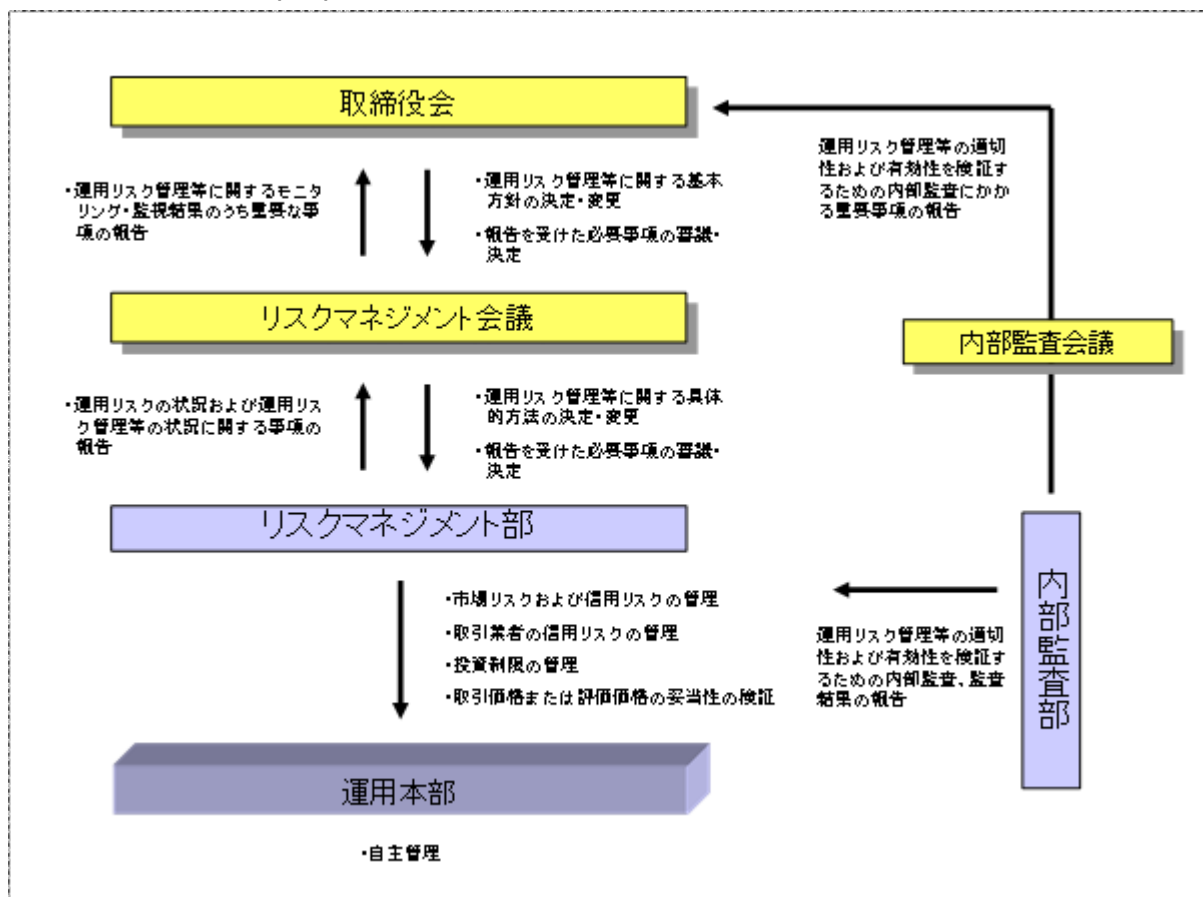 取締役会
・運用リスク管理等に関するモニ
タリング・監視結果のうち重要な事
項の報告
・運用リスク管理等に関する基本
方針の決定・変更
・報告を受けた必要事項の審議・
決定
運用リスク管理等の適切
性および有効性を検証す
るための内部監査にかか
る重要事項の報告
リスクマネジメント会議
内部監査会議
・運用リスクの状況および運用リス
ク管理等の状況に関する事項の
報告
・運用リスク管理等に関する具体
的方法の決定・変更
・報告を受けた必要事項の審議・
決定
リスクマネジメント部
内部監査部
・市場リスクおよび信用リスクの管理
・取引業者の信用リスクの管理
・投資制限の管理
・取引価格または評価価格の妥当性の検証
運用リスク管理等の適切
性および有効性を検証す
るための内部監査、監査
結果の報告
運用本部
・自主管理